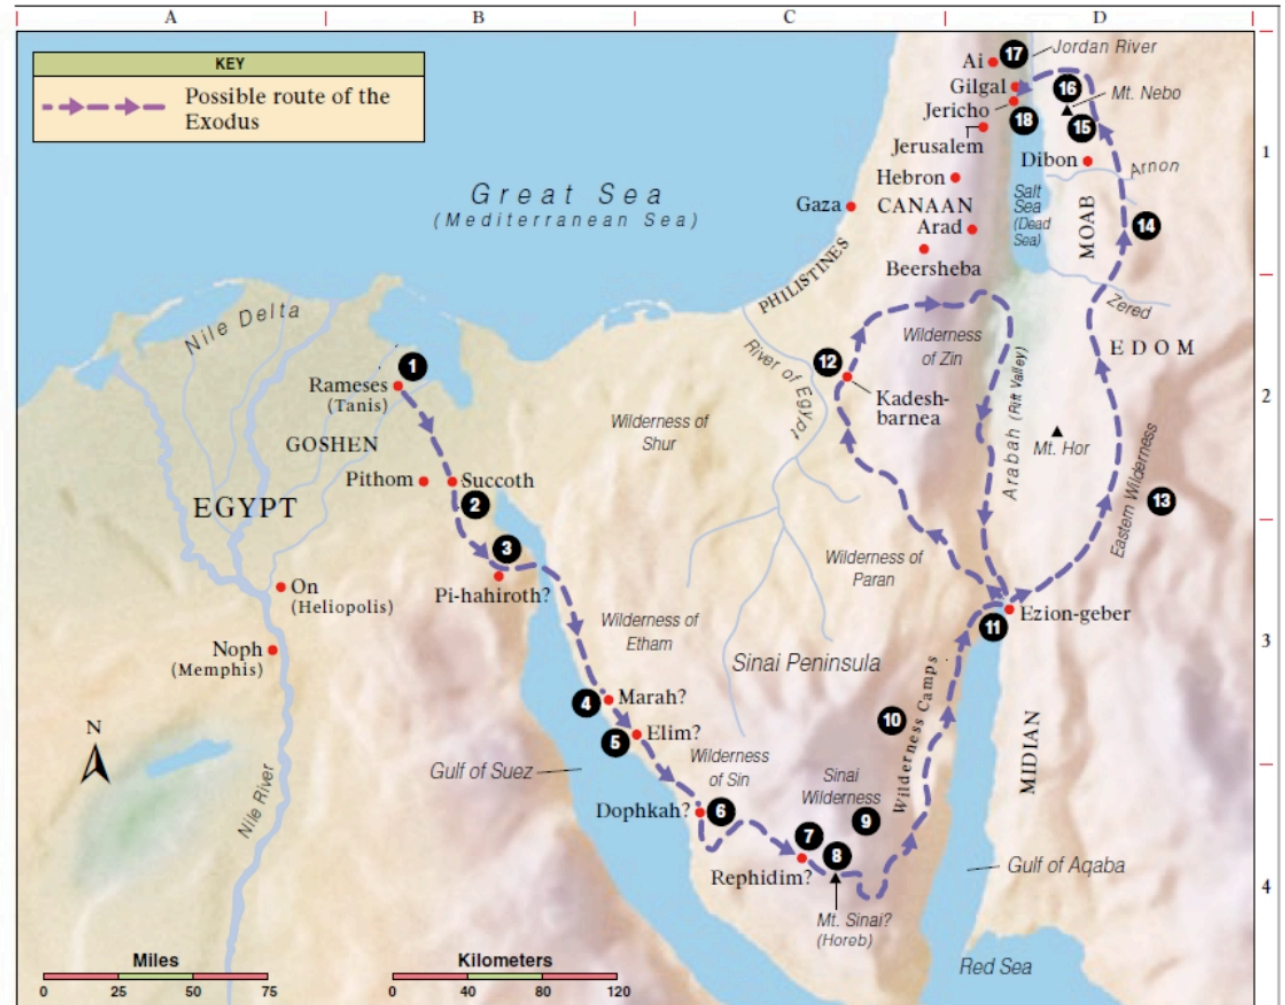 A B C D
KEY
Possible route of the
Exodus
17
Jordan River
Ai
Gilgal
16
Mt. Nebo
Jericho
18
15
Jerusalem
1
Dibon
Arnon
Great Sea
(Mediterranean Sea)
Hebron
Gaza
CANAAN
Salt
Sea
(Dead
Sea)
MOAB
14
Arad
Beersheba
PHILISTINES
Zered
Nile Delta
Wilderness
of Zin
EDOM
River of Egypt
12
1
Rameses
(Tanis)
Kadesh-
barnea
2
Arabah (Rift Valley)
Wilderness of
Shur
GOSHEN
Mt. Hor
Pithom
Succoth
2
EGYPT
Eastern Wilderness
13
3
Wilderness of
Paran
On
(Heliopolis)
Pi-hahiroth?
Ezion-geber
11
Wilderness of
Etham
3
Noph
(Memphis)
Sinai Peninsula
Marah?
4
Wilderness Camps
10
N
Elim?
5
MIDIAN
Wilderness
of Sin
Gulf of Suez
Sinai
Wilderness
Nile River
Dophkah?
6
9
7
8
Rephidim?
Gulf of Aqaba
4
Mt. Sinai?
(Horeb)
Miles
0 25 50 75
Kilometers
0 40 80 120
Red Sea